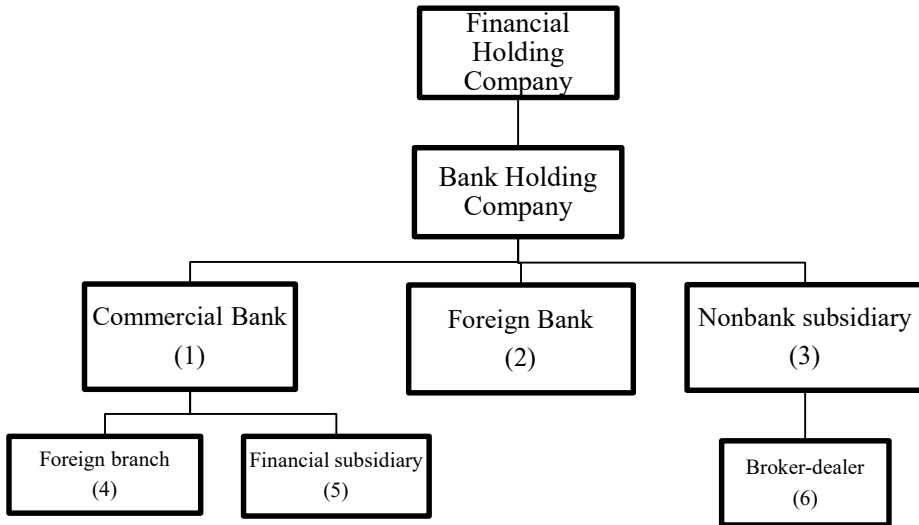 Financial
Holding
Company
Bank Holding
Company
Commercial Bank
(1)
Foreign Bank
(2)
Nonbank subsidiary
(3)
Foreign branch
(4)
Financial subsidiary
(5)
Broker-dealer
(6)